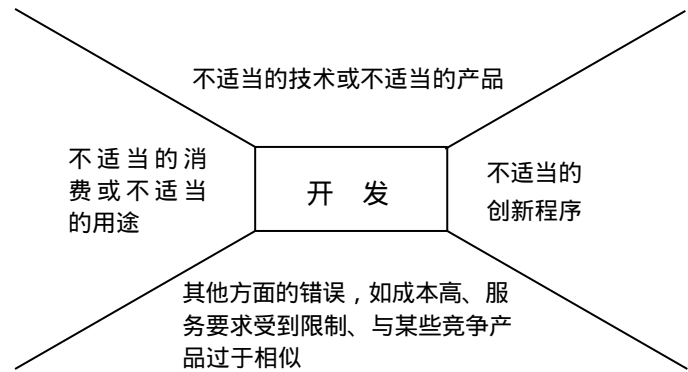 不适当的技术或不适当的产品
不适当的消
费或不适当
的用途
开 发
不适当的
创新程序
其他方面的错误，如成本高、服
务要求受到限制、与某些竞争产
品过于相似